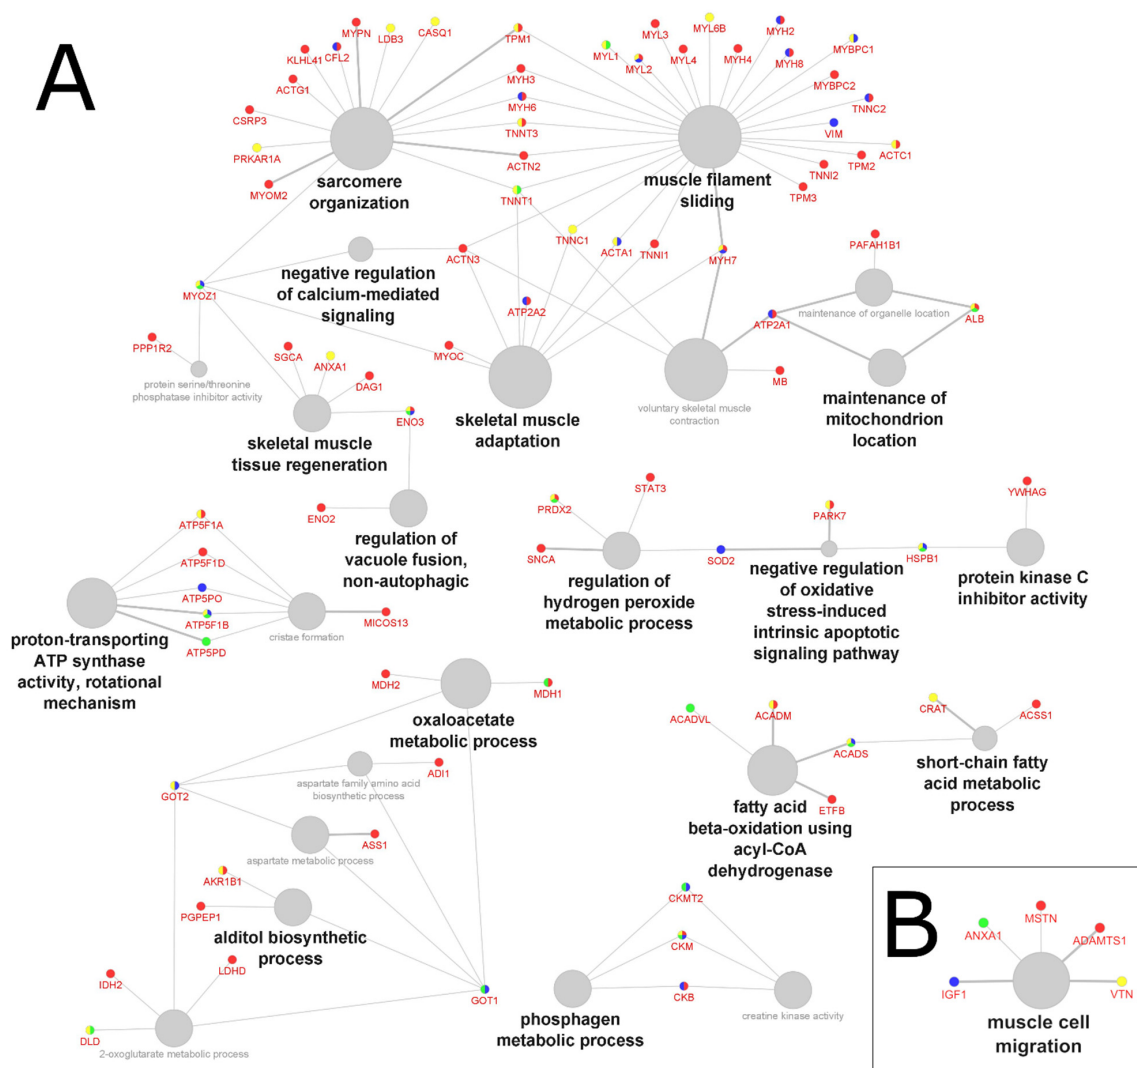 A
MYPN
LDB3
CASQ1
KLHL41
CFL2
TPM1
ACTG1
MYH3
CSRP3
MYH6
PRKAR1A
TNNT3
MYOM2
ACTN2
sarcomere
organization
TNNT1
MYL3
MYL6B
MYH2
MYL1
MYL2
MYL4
MYH4
MYH8
MYBPC1
MYBPC2
TNNC2
VIM
ACTC1
TPM2
TNNI2
TPM3
muscle filament
sliding
TNNC1
ACTA1
TNNI1
MYH7
ACTN3
negative regulation
of calcium-mediated
signaling
MYOZ1
PPP1R2
protein serine/threonine
phosphatase inhibitor activity
SGCA
ANXA1
DAG1
ENO3
skeletal muscle
tissue regeneration
MYOC
ATP2A2
skeletal muscle
adaptation
voluntary skeletal muscle
contraction
MB
ATP2A1
PAFAH1B1
maintenance of organelle location
ALB
maintenance of
mitochondrion
location
ENO2
regulation of
vacuole fusion,
non-autophagic
ATP5F1A
ATP5F1D
ATP5PO
ATP5F1B
ATP5PD
proton-transporting
ATP synthase
activity, rotational
mechanism
cristae formation
MICOS13
PRDX2
STAT3
SNCA
regulation of
hydrogen peroxide
metabolic process
SOD2
PARK7
negative regulation
of oxidative
stress-induced
intrinsic apoptotic
signaling pathway
HSPB1
YWHAG
protein kinase C
inhibitor activity
MDH2
MDH1
oxaloacetate
metabolic process
GOT2
aspartate family amino acid
biosynthetic process
ADI1
aspartate metabolic process
ASS1
AKR1B1
PGPEP1
alditol biosynthetic
process
IDH2
LDHD
DLD
2-oxoglutarate metabolic process
GOT1
ACADVL
ACADM
ACADS
ETFB
fatty acid
beta-oxidation using
acyl-CoA
dehydrogenase
CRAT
ACSS1
short-chain fatty
acid metabolic
process
CKMT2
CKM
CKB
phosphagen
metabolic process
creatine kinase activity
B
MSTN
ANXA1
ADAMTS1
IGF1
VTN
muscle cell
migration